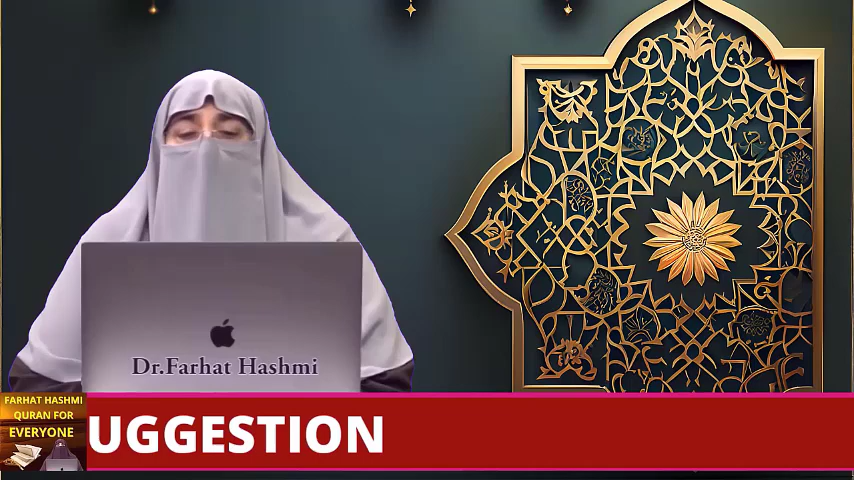 Dr.Farhat Hashmi
FARHAT HASHMI
QURAN FOR
EVERYONE
UGGESTION